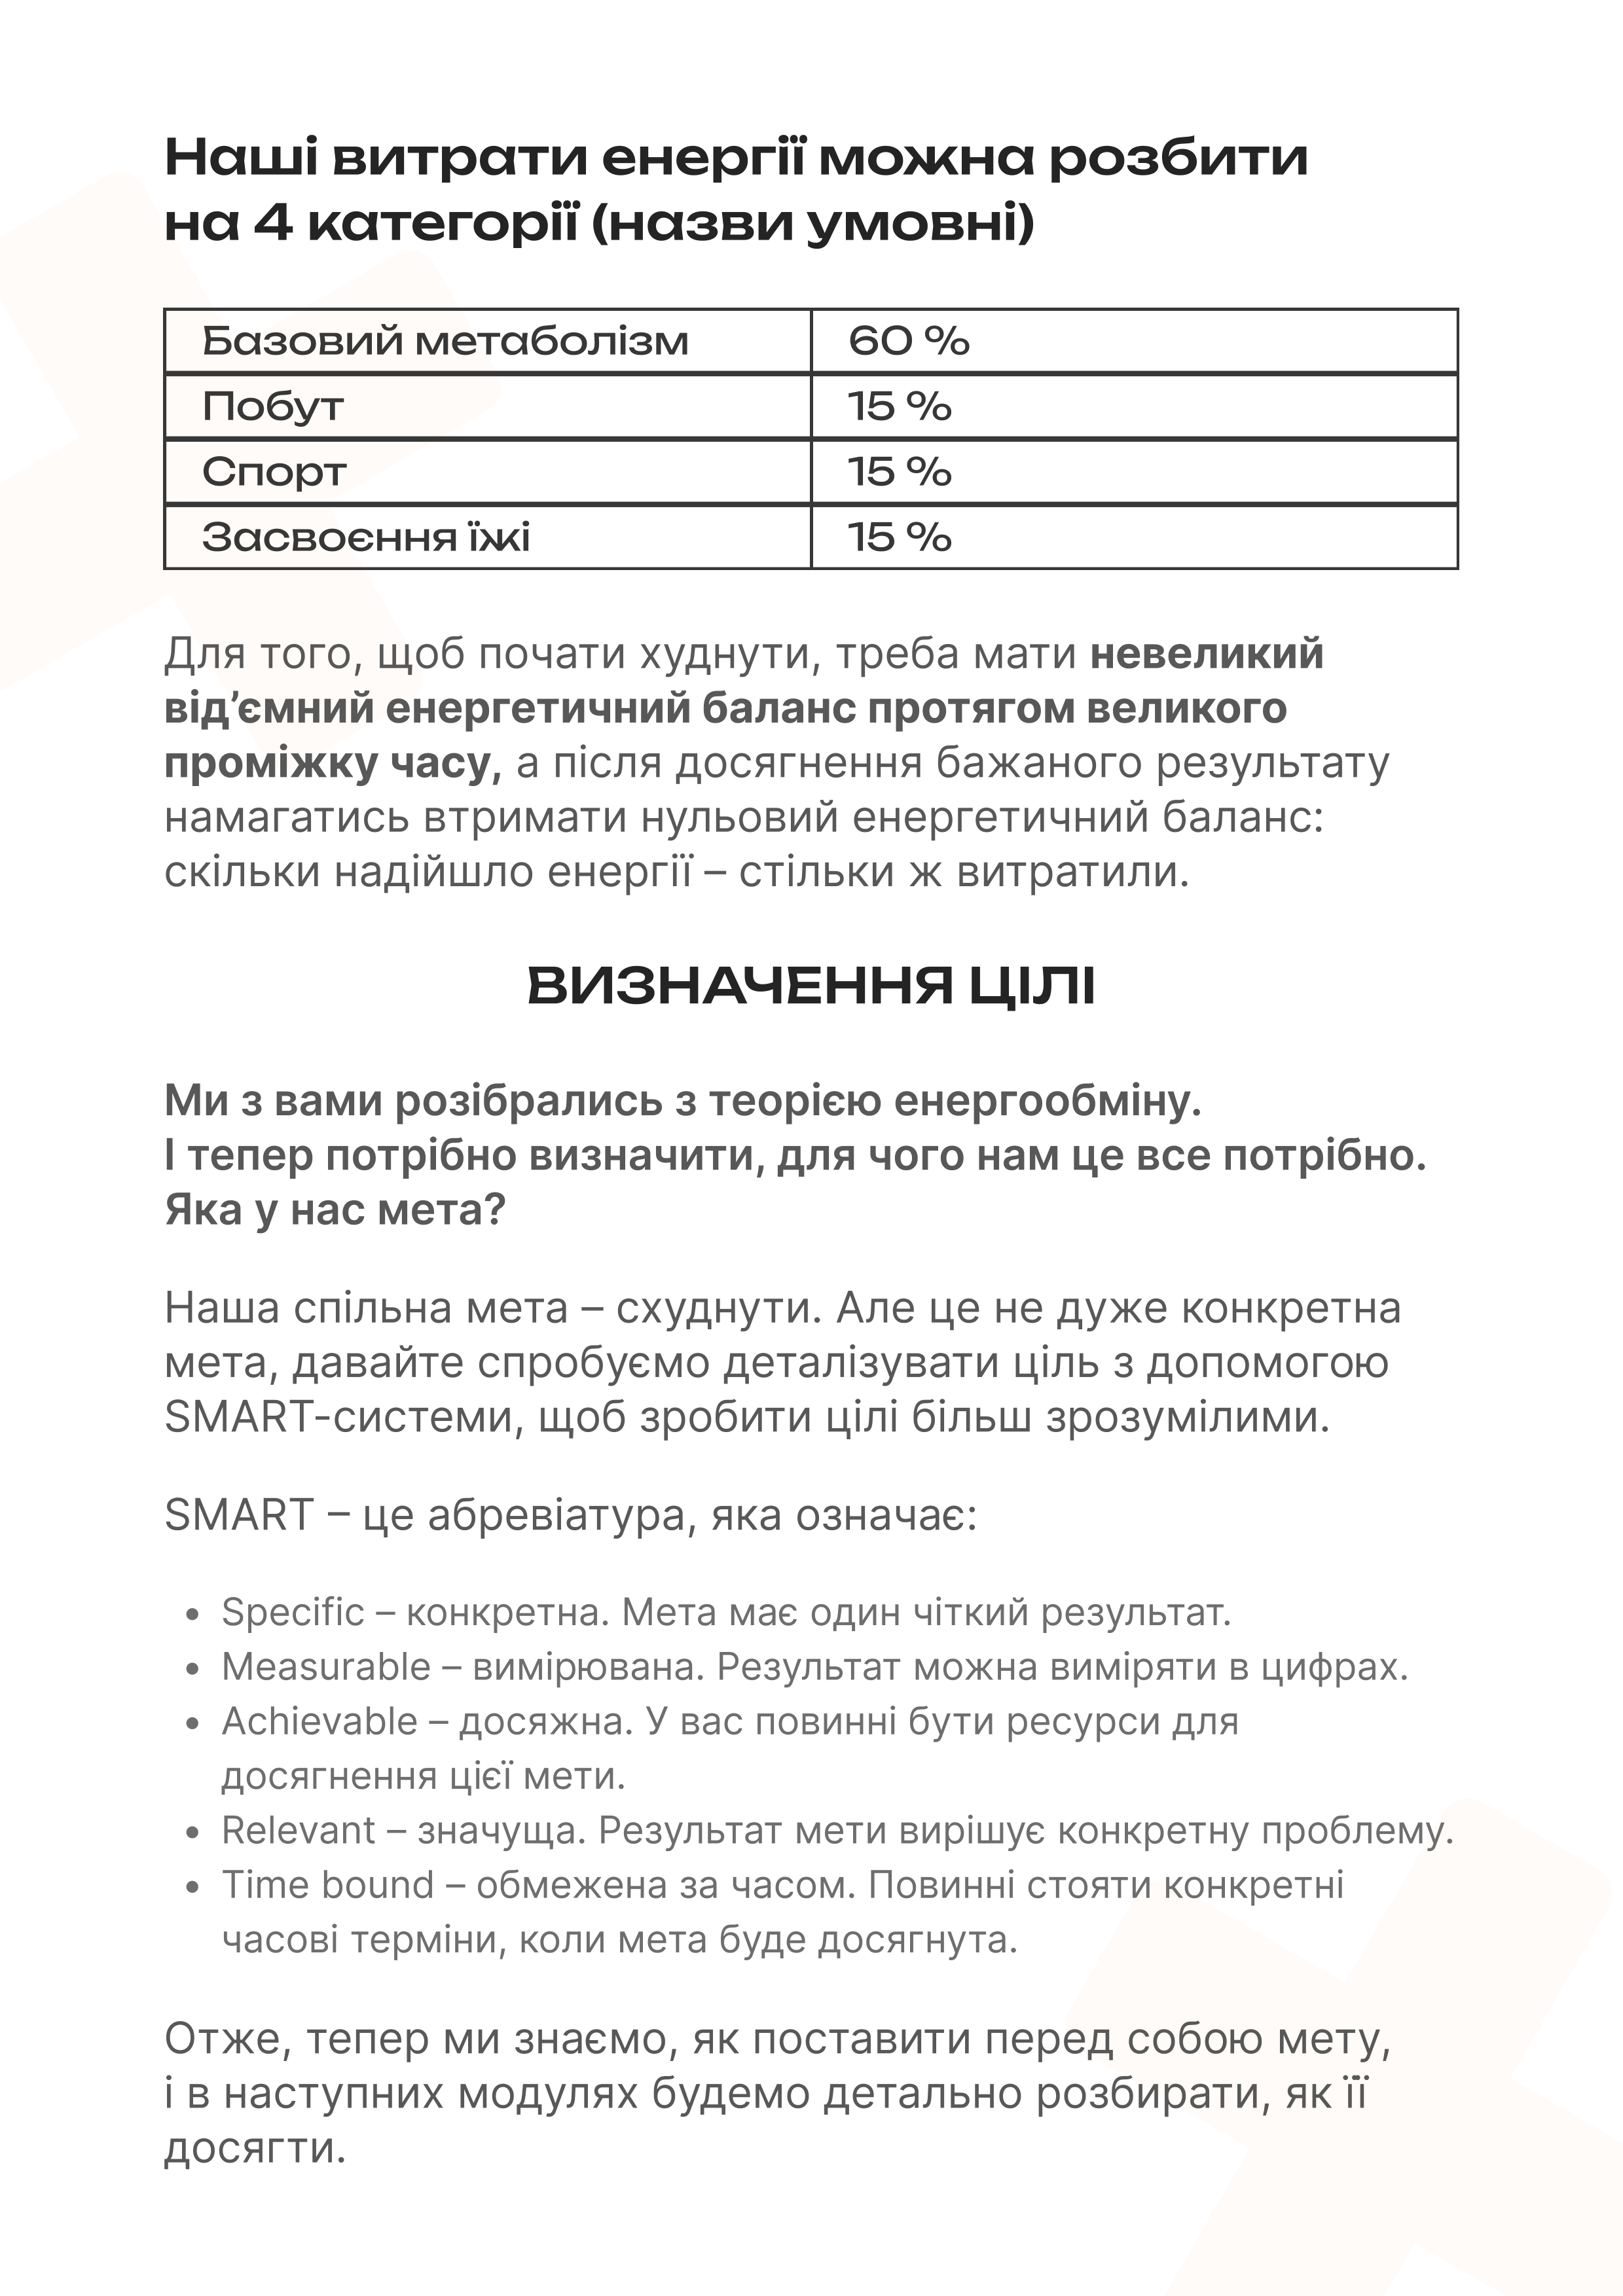 Наші витрати енергії можна розбити
на 4 категорії (назви умовні)
Базовий метаболізм 60 %
Побут 15 %
Спорт 15 %
Засвоєння їжі 15 %
Для того, щоб почати худнути, треба мати невеликий
від’ємний енергетичний баланс протягом великого
проміжку часу, а після досягнення бажаного результату
намагатись втримати нульовий енергетичний баланс:
скільки надійшло енергії – стільки ж витратили.
ВИЗНАЧЕННЯ ЦІЛІ
Ми з вами розібрались з теорією енергообміну.
І тепер потрібно визначити, для чого нам це все потрібно.
Яка у нас мета?
Наша спільна мета – схуднути. Але це не дуже конкретна
мета, давайте спробуємо деталізувати ціль з допомогою
SMART-системи, щоб зробити цілі більш зрозумілими.
SMART – це абревіатура, яка означає:
• Specific – конкретна. Мета має один чіткий результат.
• Measurable – вимірювана. Результат можна виміряти в цифрах.
• Achievable – досяжна. У вас повинні бути ресурси для
досягнення цієї мети.
• Relevant – значуща. Результат мети вирішує конкретну проблему.
• Time bound – обмежена за часом. Повинні стояти конкретні
часові терміни, коли мета буде досягнута.
Отже, тепер ми знаємо, як поставити перед собою мету,
і в наступних модулях будемо детально розбирати, як її
досягти.